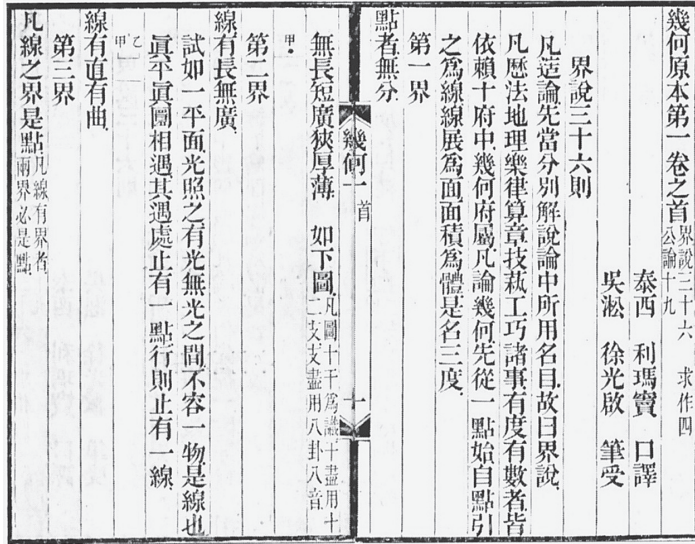 幾何原本第一卷之首界說三十六 求作四
公論十九
泰西 利瑪竇 口譯
吳淞 徐光啟 筆受
界說三十六則
凡造論先當分別解說論中所用名目故曰界說
凡歷法地理樂律算章技藝工巧諸事有度有數者皆
依賴十府中幾何府屬凡論幾何先從一點始自點引
之爲線線展爲面面積爲體是名三度
第一界
點者無分
幾何一 首
十
無長短廣狹厚薄 如下圖凡圖十干爲識干盡用十
二支支盡用八卦八音
甲
第二界
線有長無廣
試如一平面光照之有光無光之間不容一物是線也
眞平眞圜相遇其遇處止有一點行則止有一線
乙
甲
線有直有曲
第三界
凡線之界是點凡線有界者
兩界必是點